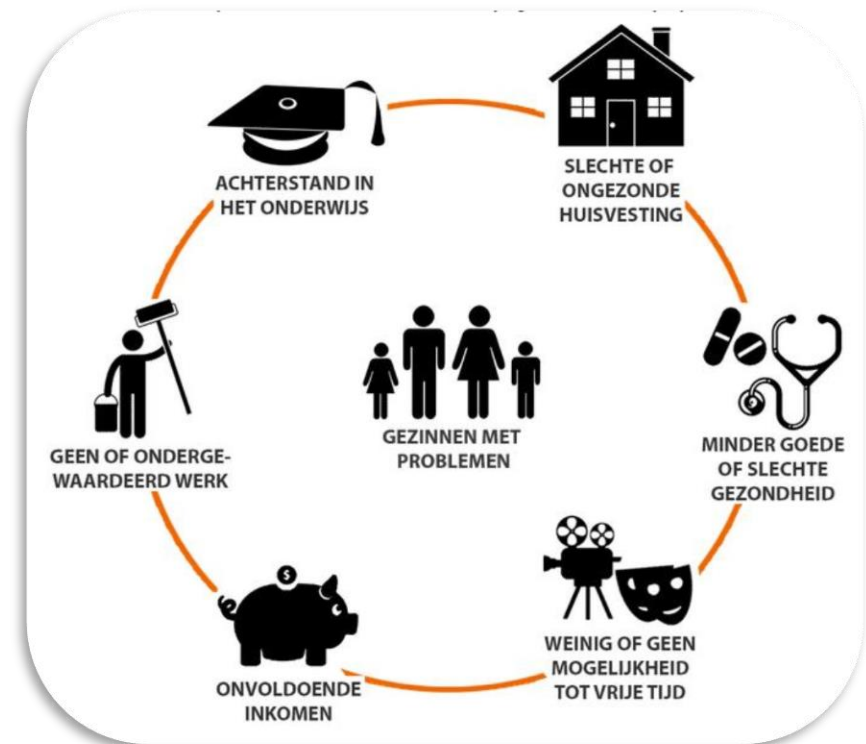 ACHTERSTAND IN
HET ONDERWIJS
SLECHTE OF
ONGEZONDE
HUISVESTING
GEEN OF ONDERGE-
WAARDEERD WERK
GEZINNEN MET
PROBLEMEN
MINDER GOEDE
OF SLECHTE
GEZONDHEID
ONVOLDOENDE
INKOMEN
WEINIG OF GEEN
MOGELIJKHEID
TOT VRIJE TIJD